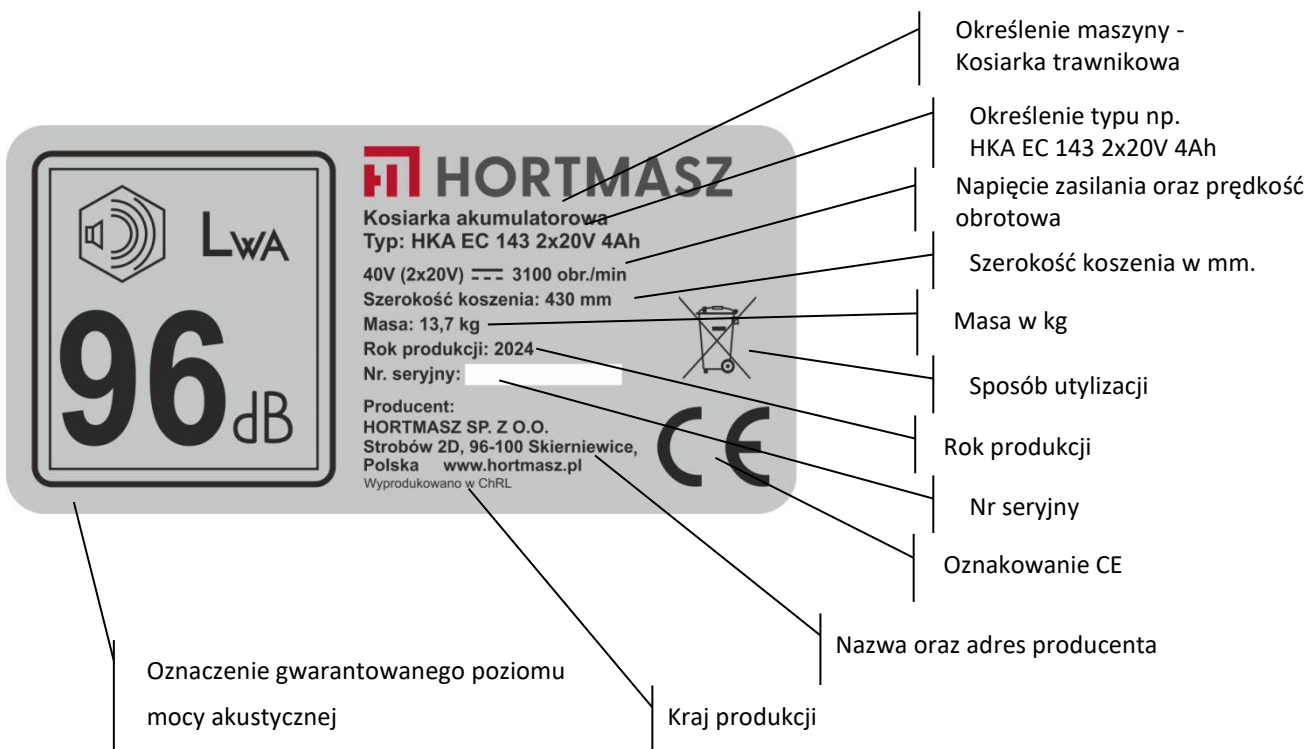 Określenie maszyny -
Kosiarka trawnikowa
Określenie typu np.
HKA EC 143 2x20V 4Ah
Napięcie zasilania oraz prędkość
obrotowa
Szerokość koszenia w mm.
Masa w kg
Sposób utylizacji
Rok produkcji
Nr seryjny
Oznakowanie CE
Nazwa oraz adres producenta
Kraj produkcji
Oznaczenie gwarantowanego poziomu
mocy akustycznej
LWA
96 dB
HORTMASZ
Kosiarka akumulatorowa
Typ: HKA EC 143 2x20V 4Ah
40V (2x20V) 3100 obr./min
Szerokość koszenia: 430 mm
Masa: 13,7 kg
Rok produkcji: 2024
Nr. seryjny:
Producent:
HORTMASZ SP. Z O.O.
Strobów 2D, 96-100 Skierniewice,
Polska www.hortmasz.pl
Wyprodukowano w ChRL
CE